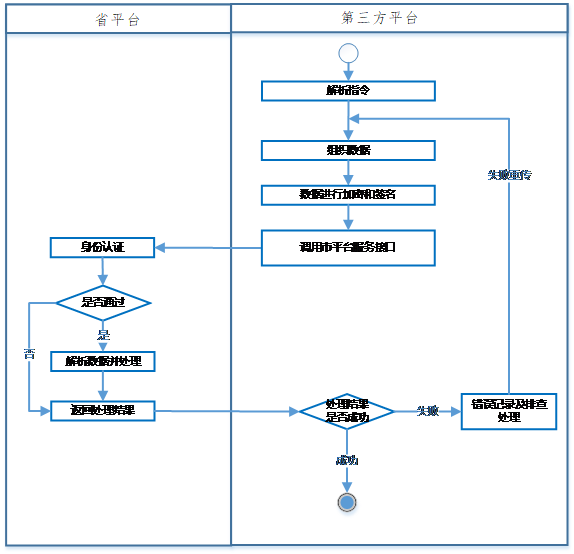 省平台
第三方平台
解析指令
组织数据
失败重传
数据进行加密和签名
身份认证
调用市平台服务接口
是否通过
是
否
解析数据并处理
返回处理结果
处理结果
是否成功
失败
错误记录及排查
处理
成功